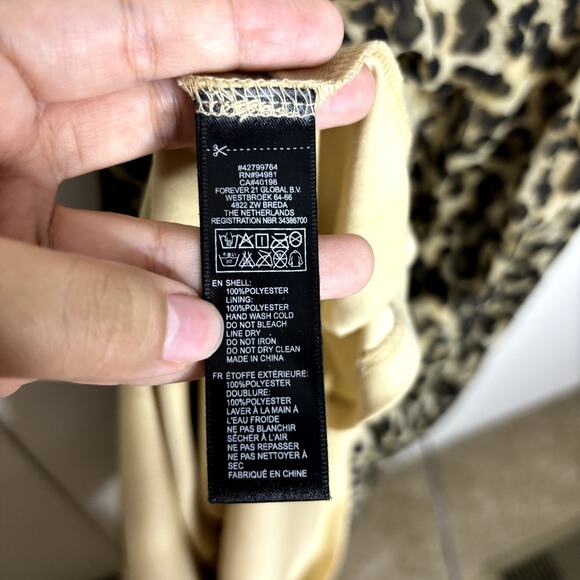 #42799764
RN#94981
CA#40198
FOREVER 21 GLOBAL B.V.
WESTBROEK 64-66
4822 ZW BREDA
THE NETHERLANDS
REGISTRATION NBR 34386700
EN SHELL:
100%POLYESTER
LINING:
100%POLYESTER
HAND WASH COLD
DO NOT BLEACH
LINE DRY
DO NOT IRON
DO NOT DRY CLEAN
MADE IN CHINA
FR ÉTOFFE EXTÉRIEURE:
100%POLYESTER
DOUBLURE:
100%POLYESTER
LAVER À LA MAIN À
L'EAU FROIDE
NE PAS BLANCHIR
SÉCHER À L'AIR
NE PAS REPASSER
NE PAS NETTOYER À
SEC
FABRIQUÉ EN CHINE